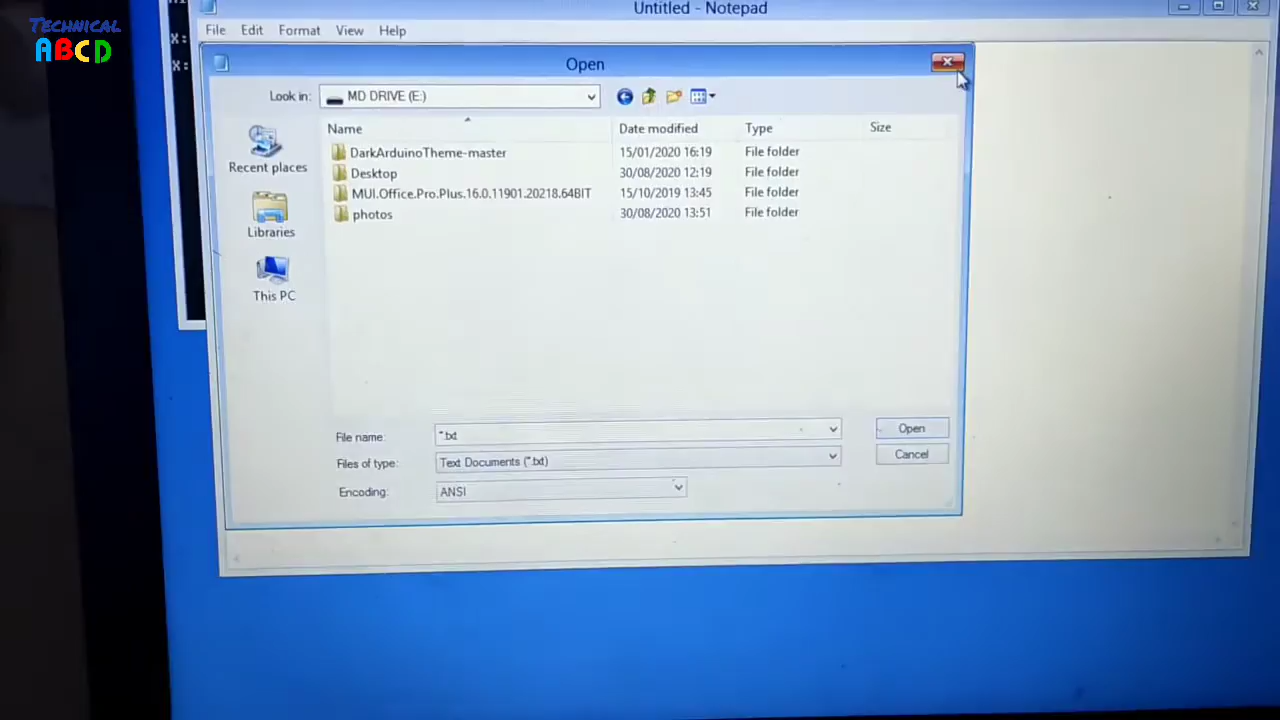 TECHNICAL
ABCD
Untitled - Notepad
File Edit Format View Help
X:
X:
Open
Look in: MD DRIVE (E:)
Name Date modified Type Size
DarkArduinoTheme-master 15/01/2020 16:19 File folder
Desktop 30/08/2020 12:19 File folder
MUI.Office.Pro.Plus.16.0.11901.20218.64BIT 15/10/2019 13:45 File folder
photos 30/08/2020 13:51 File folder
Recent places
Libraries
This PC
File name: *.txt
Files of type: Text Documents (*.txt)
Encoding: ANSI
Open
Cancel